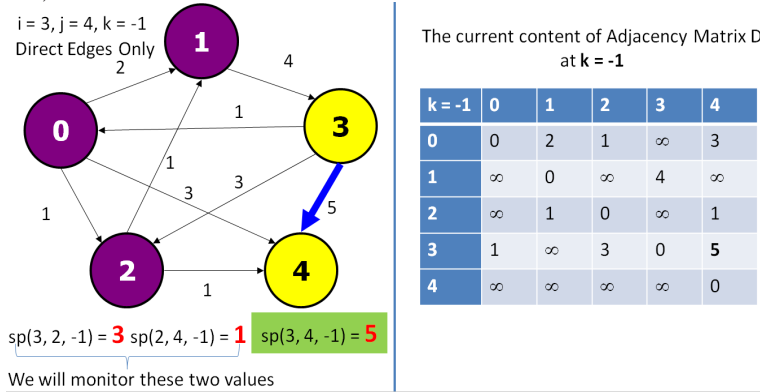 i = 3, j = 4, k = -1
Direct Edges Only
1
2
4
0
1
3
1
3
3
1
5
2
1
4
sp(3, 2, -1) = 3 sp(2, 4, -1) = 1 sp(3, 4, -1) = 5
We will monitor these two values
The current content of Adjacency Matrix D
at k = -1
k = -1 0 1 2 3 4
0 0 2 1 ∞ 3
1 ∞ 0 ∞ 4 ∞
2 ∞ 1 0 ∞ 1
3 1 ∞ 3 0 5
4 ∞ ∞ ∞ ∞ 0